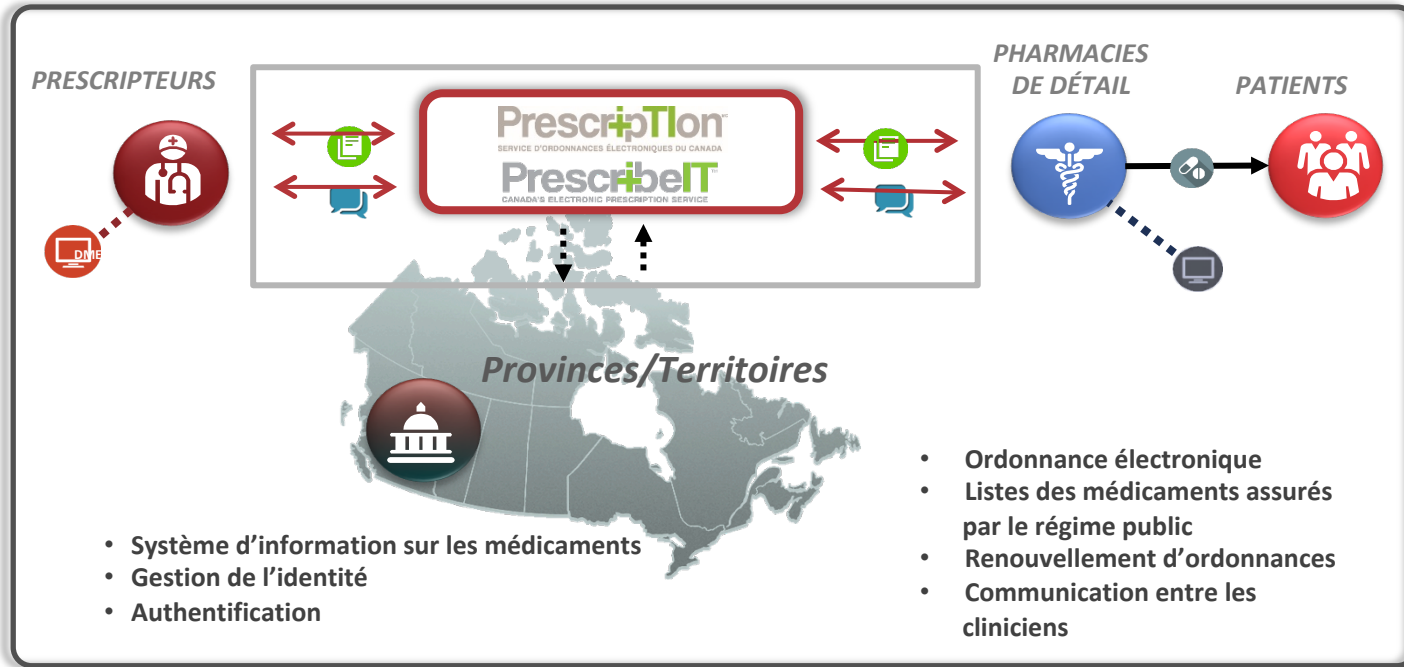 PRESCRIPTEURS
PHARMACIES
DE DÉTAIL
PATIENTS
PrescripTIon
SERVICE D'ORDONNANCES ÉLECTRONIQUES DU CANADA
PrescribeIT
CANADA'S ELECTRONIC PRESCRIPTION SERVICE
DME
Provinces/Territoires
• Système d’information sur les médicaments
• Gestion de l’identité
• Authentification
• Ordonnance électronique
• Listes des médicaments assurés
par le régime public
• Renouvellement d’ordonnances
• Communication entre les
cliniciens